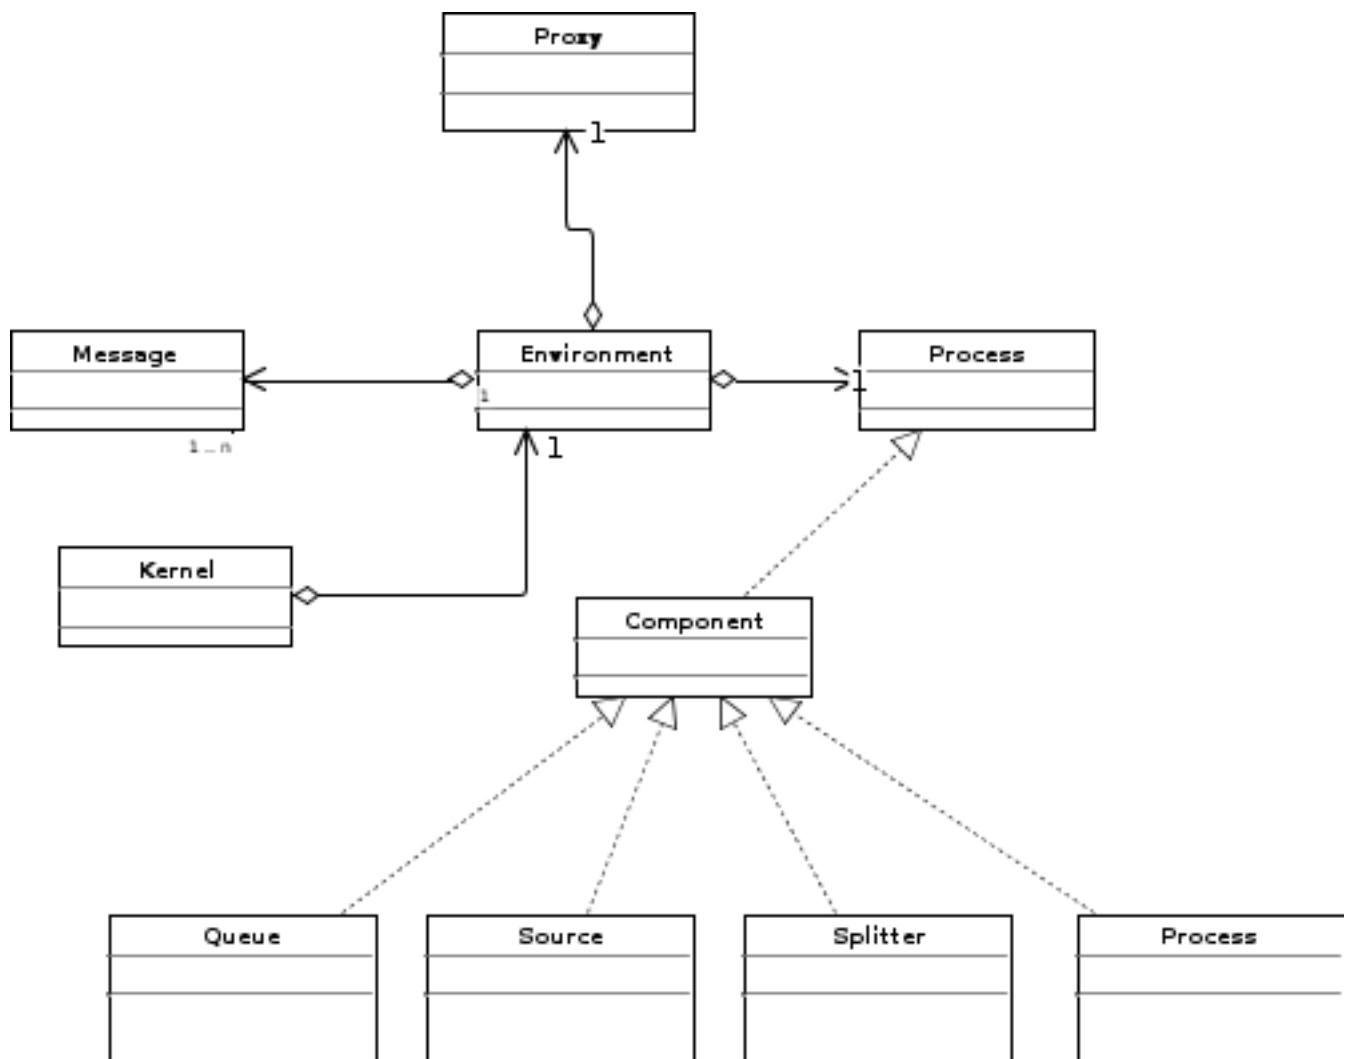 Proxy
1
Message
Environment
Process
1
1
1...n
1
Kernel
Component
Queue
Source
Splitter
Process